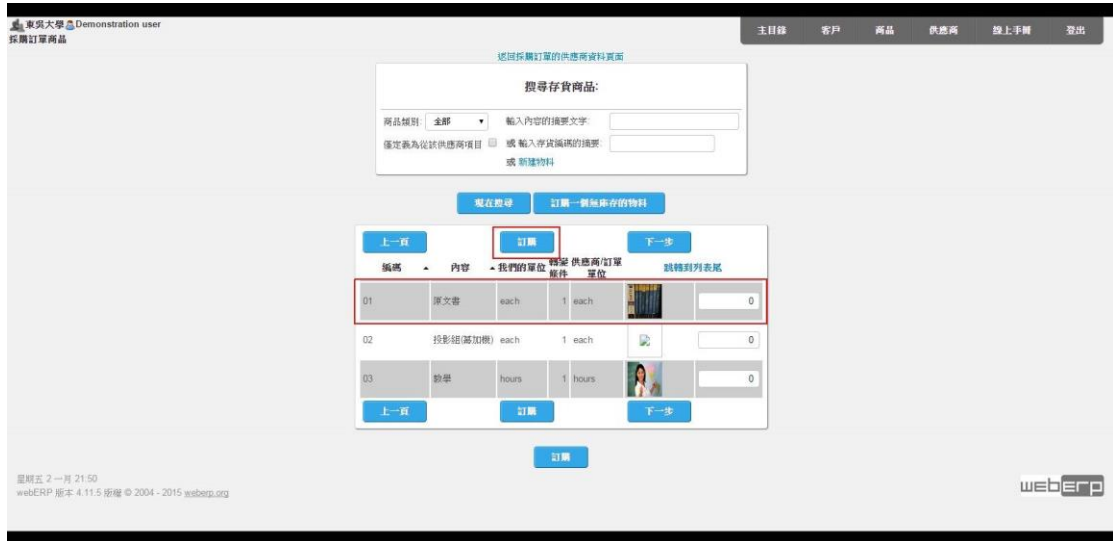 東吳大學 Demonstration user
採購訂單商品
主目錄 客戶 商品 供應商 線上手冊 登出
返回採購訂單的供應商資料頁面
搜尋存貨商品:
商品類別: 全部 輸入內容的摘要文字:
僅定義為從該供應商項目 或 輸入存貨編碼的摘要:
或 新建物料
現在搜尋 訂購一個無庫存的物料
上一頁 訂購 下一步
編碼 內容 我們的單位 轉變條件 供應商/訂單單位 跳轉到列表尾
01 原文書 each 1 each 0
02 投影組(幕加機) each 1 each 0
03 教學 hours 1 hours 0
上一頁 訂購 下一步
訂購
星期五 2 一月 21:50
webERP 版本 4.11.5 版權 © 2004 - 2015 weberp.org
weberp